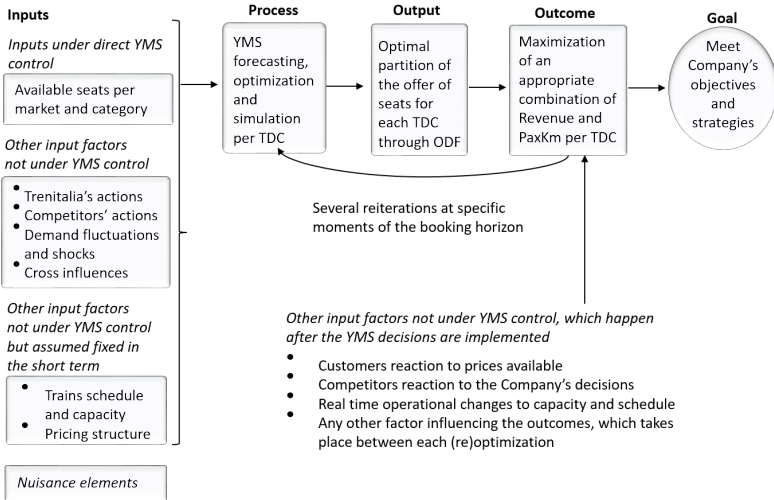 Inputs
Inputs under direct YMS
control
Available seats per
market and category
Other input factors
not under YMS control
Trenitalia's actions
Competitors' actions
Demand fluctuations
and shocks
Cross influences
Other input factors
not under YMS control
but assumed fixed in
the short term
Trains schedule
and capacity
Pricing structure
Nuisance elements
Process
YMS
forecasting,
optimization
and
simulation
per TDC
Output
Optimal
partition of
the offer of
seats for
each TDC
through ODF
Outcome
Maximization
of an
appropriate
combination of
Revenue and
PaxKm per TDC
Goal
Meet
Company's
objectives
and
strategies
Several reiterations at specific
moments of the booking horizon
Other input factors not under YMS control, which happen
after the YMS decisions are implemented
Customers reaction to prices available
Competitors reaction to the Company's decisions
Real time operational changes to capacity and schedule
Any other factor influencing the outcomes, which takes
place between each (re)optimization